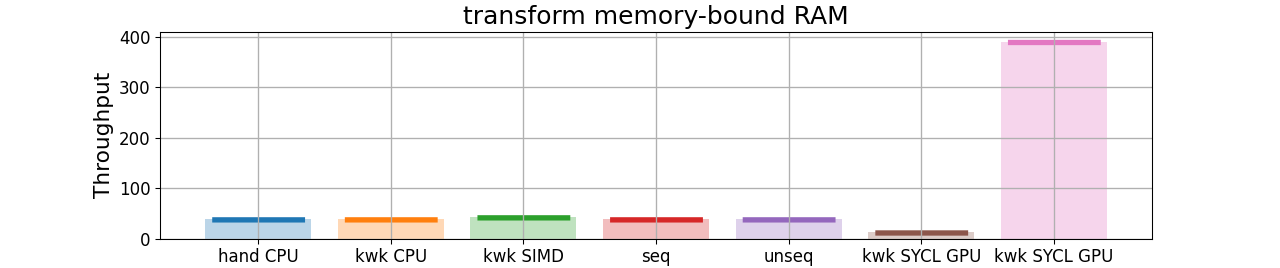 transform memory-bound RAM
Throughput
400
300
200
100
0
hand CPU kwk CPU kwk SIMD seq unseq kwk SYCL GPU kwk SYCL GPU